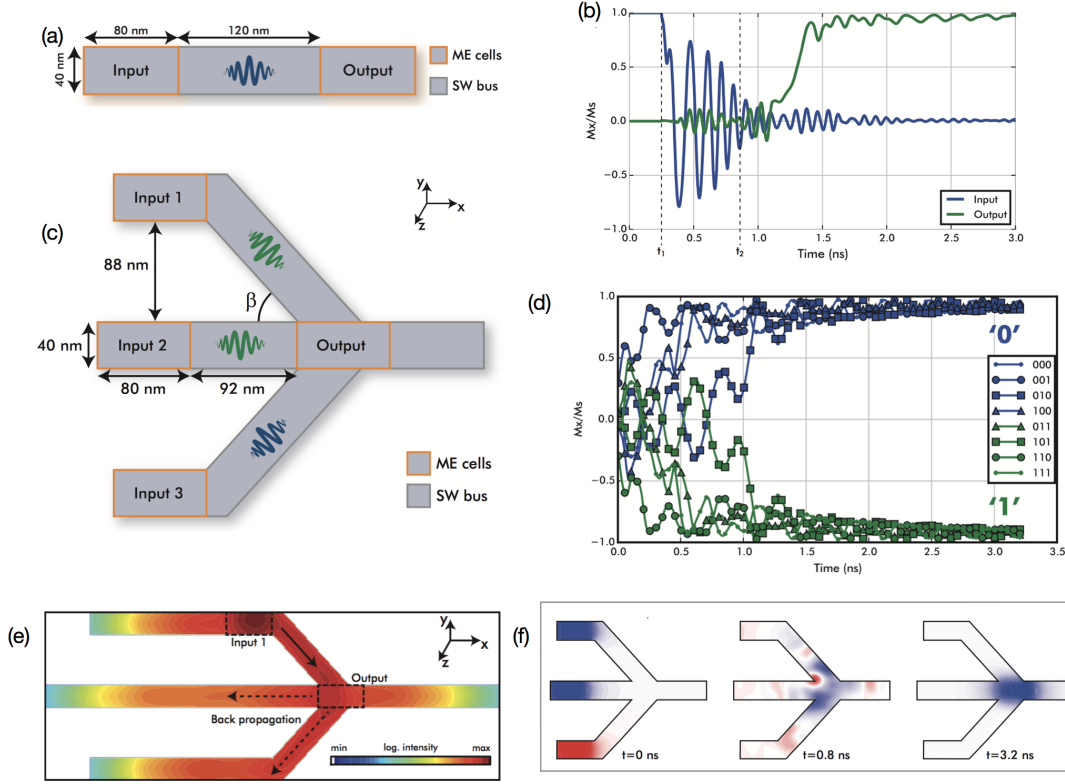 (a)
80 nm
120 nm
40 nm
Input
Output
ME cells
SW bus
(b)
Mx/Ms
1.0
0.5
0.0
−0.5
−1.0
0.0
t1
0.5
t2
1.0
1.5
2.0
2.5
3.0
Time (ns)
Input
Output
(c)
Input 1
y
x
z
88 nm
β
40 nm
Input 2
Output
80 nm
92 nm
Input 3
ME cells
SW bus
(d)
Mx/Ms
1.0
0.5
0.0
−0.5
−1.0
0.0
0.5
1.0
1.5
2.0
2.5
3.0
3.5
Time (ns)
‘0’
000
001
010
100
011
101
110
111
‘1’
(e)
Input 1
y
x
z
Output
Back propagation
min
log. intensity
max
(f)
t=0 ns
t=0.8 ns
t=3.2 ns